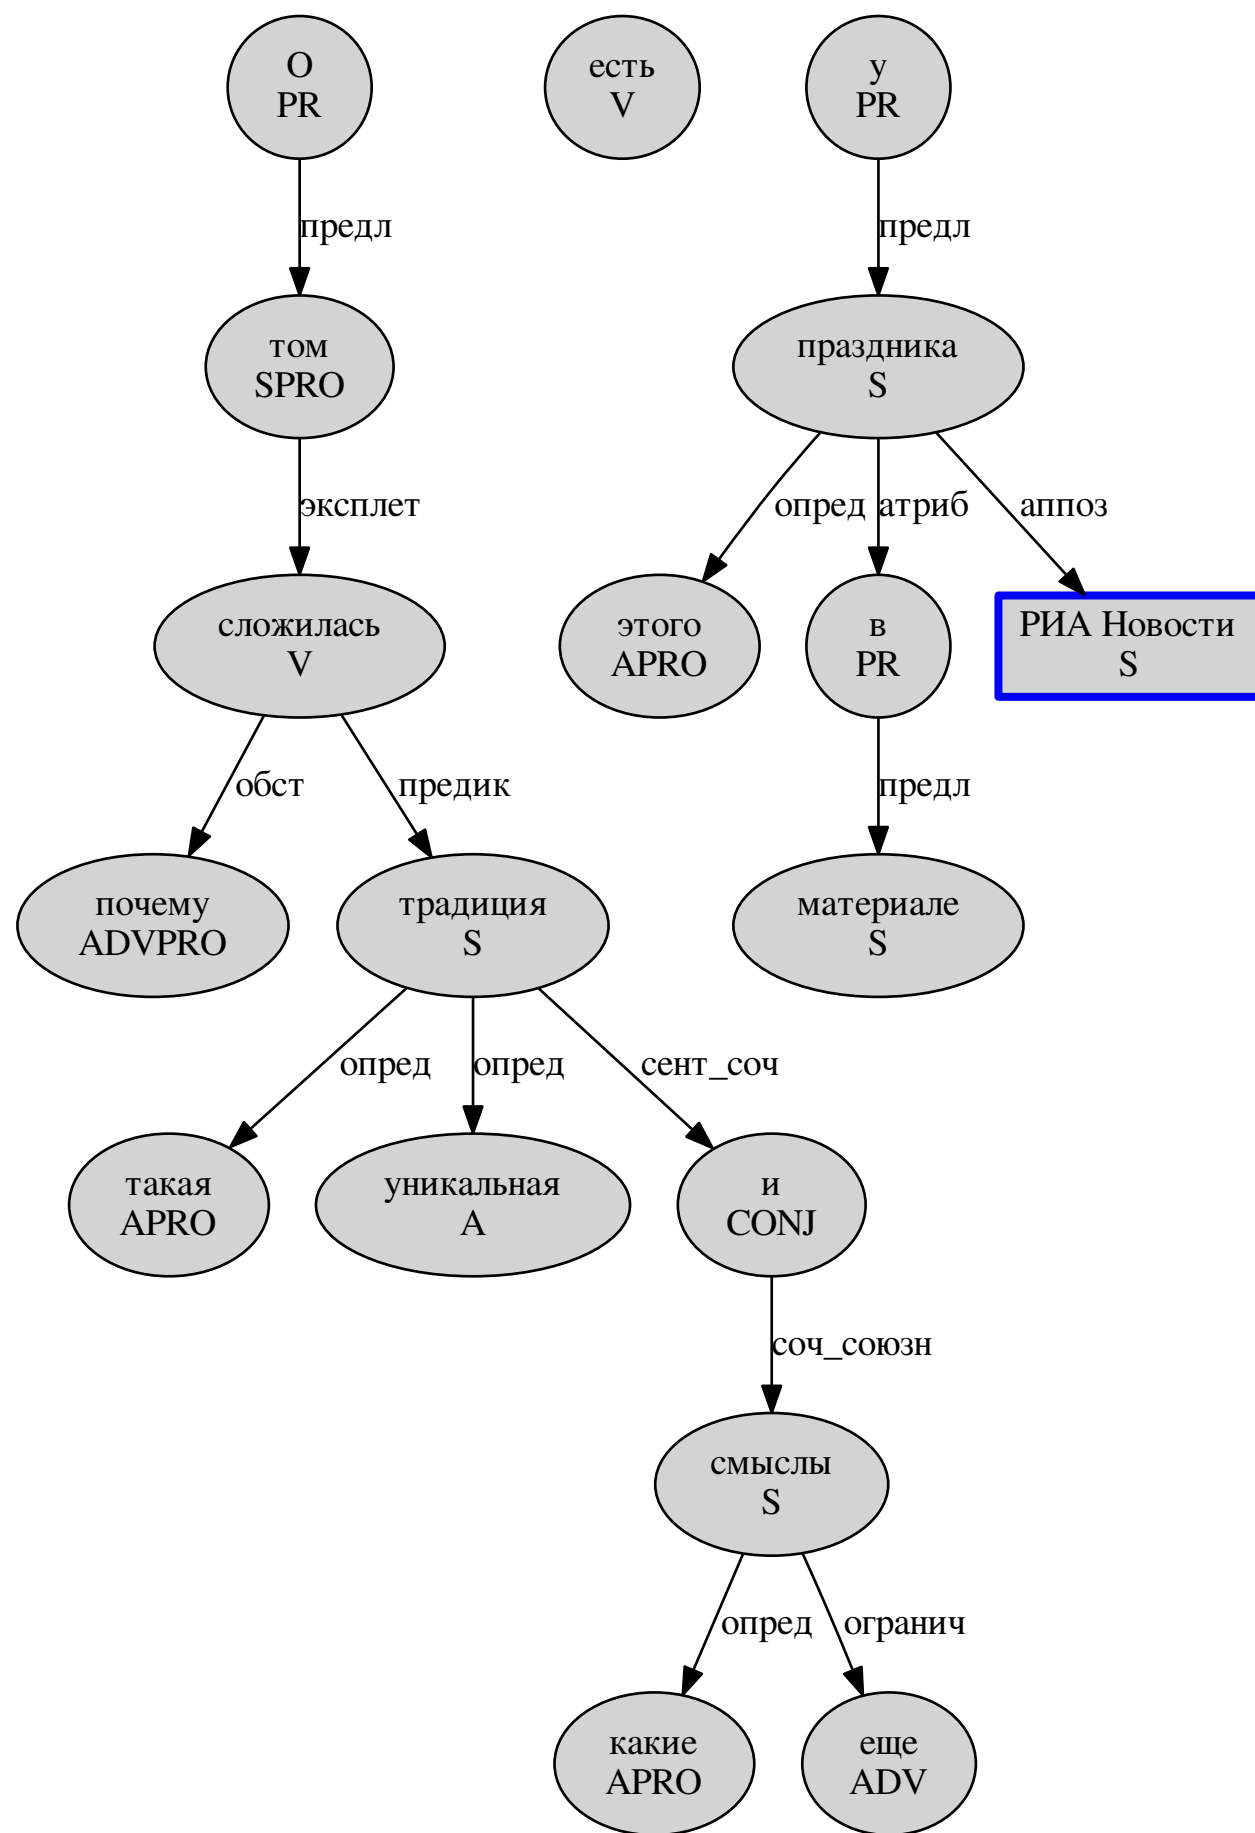 О
PR
есть
V
у
PR
предл
предл
том
SPRO
праздника
S
эксплет
опред
атриб
аппоз
сложилась
V
этого
APRO
в
PR
РИА Новости
S
обст
предик
предл
почему
ADVPRO
традиция
S
материале
S
опред
опред
сент_соч
такая
APRO
уникальная
A
и
CONJ
соч_союзн
смыслы
S
опред
огранич
какие
APRO
еще
ADV